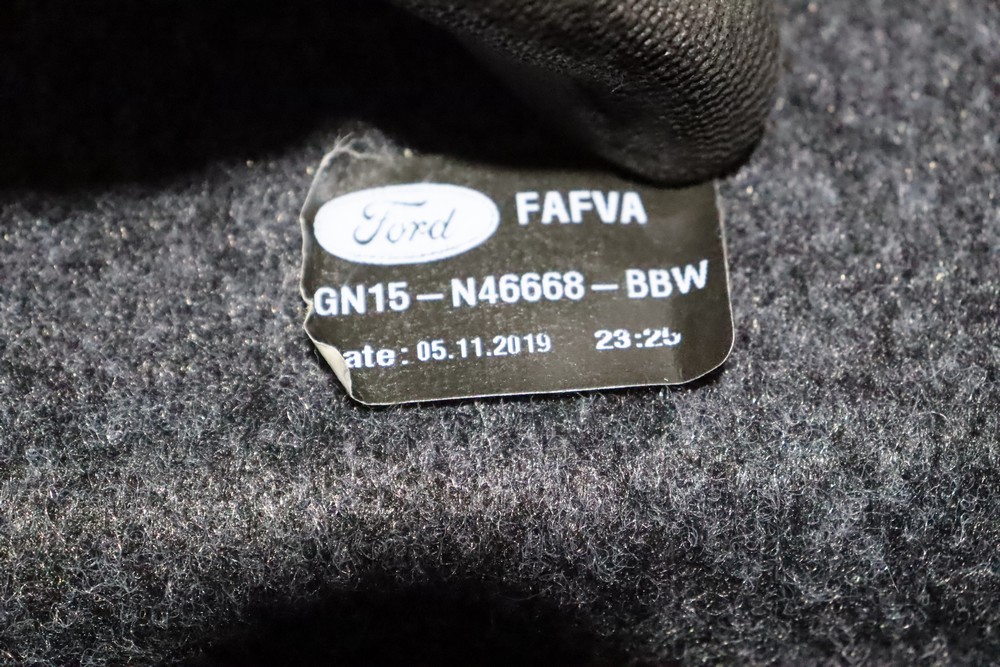 Ford FAFVA
GN15-N46668-BBW
ate: 05.11.2019 23:25